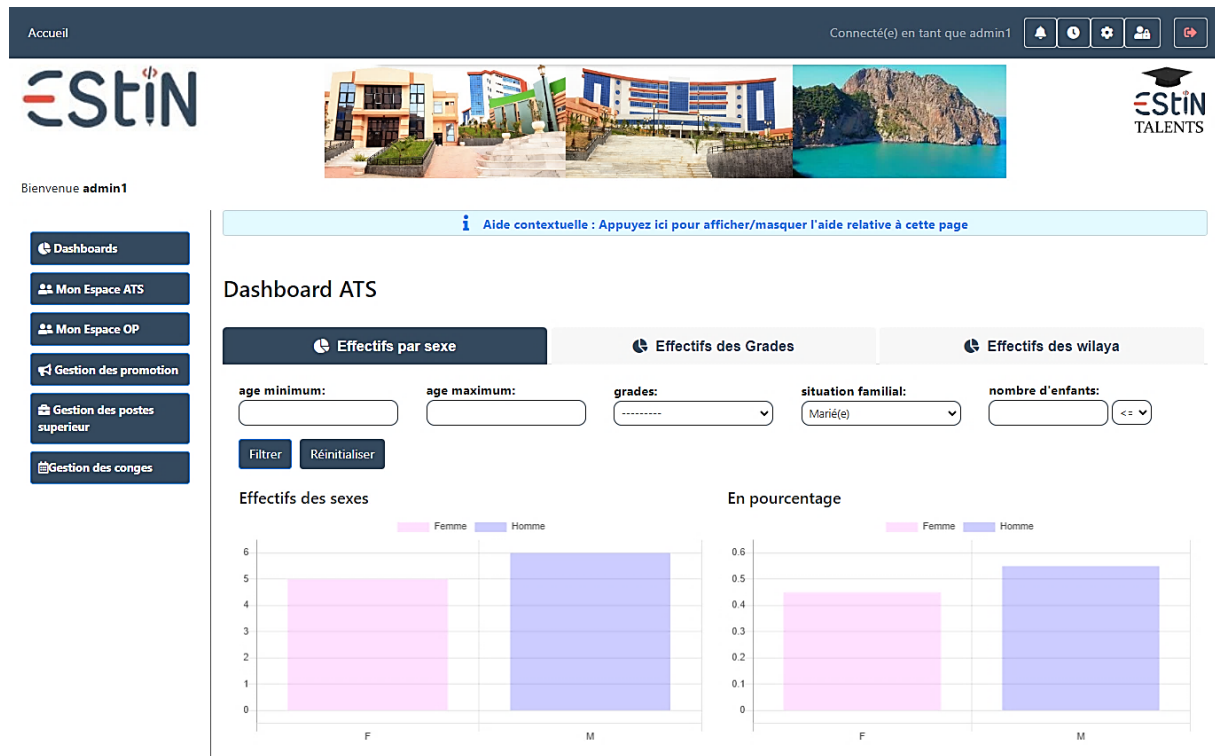 Accueil
Connecté(e) en tant que admin1
EStiN
EStiN
TALENTS
Bienvenue admin1
Aide contextuelle : Appuyez ici pour afficher/masquer l'aide relative à cette page
Dashboards
Mon Espace ATS
Mon Espace OP
Gestion des promotion
Gestion des postes
superieur
Gestion des conges
Dashboard ATS
Effectifs par sexe
Effectifs des Grades
Effectifs des wilaya
age minimum:
age maximum:
grades:
situation familial:
nombre d'enfants:
---------
Marié(e)
<=
Filtrer
Réinitialiser
Effectifs des sexes
Femme
Homme
6
5
4
3
2
1
0
F
M
En pourcentage
Femme
Homme
0.6
0.5
0.4
0.3
0.2
0.1
0
F
M